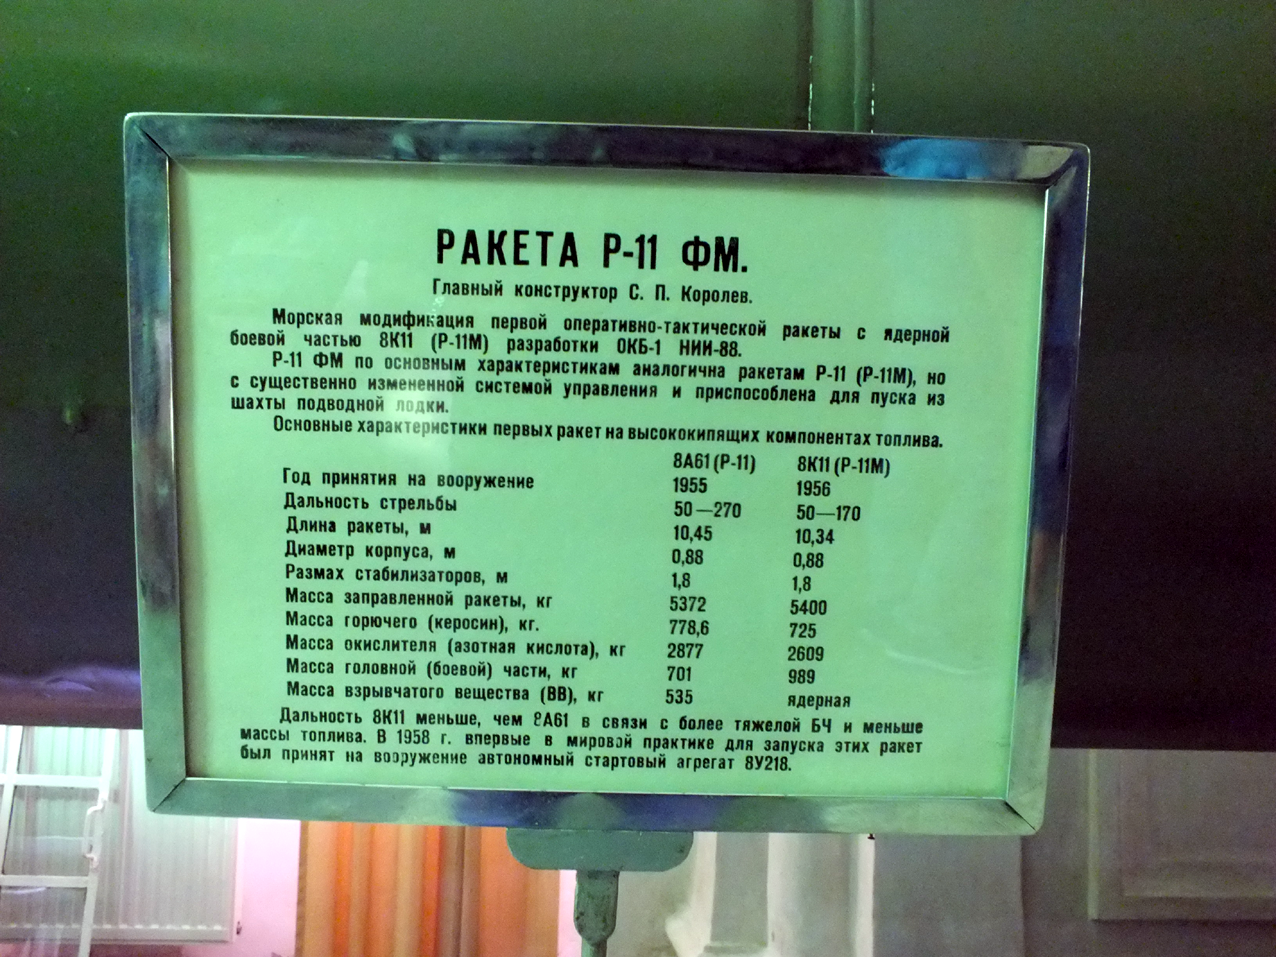 РАКЕТА Р-11 ФМ.
Главный конструктор С. П. Королев.
Морская модификация первой оперативно-тактической ракеты с ядерной
боевой частью 8К11 (Р-11М) разработки ОКБ-1 НИИ-88.
Р-11 ФМ по основным характеристикам аналогична ракетам Р-11 (Р-11М), но
с существенно измененной системой управления и приспособлена для пуска из
шахты подводной лодки.
Основные характеристики первых ракет на высококипящих компонентах топлива.
8А61 (Р-11) 8К11 (Р-11М)
Год принятия на вооружение 1955 1956
Дальность стрельбы 50—270 50—170
Длина ракеты, м 10,45 10,34
Диаметр корпуса, м 0,88 0,88
Размах стабилизаторов, м 1,8 1,8
Масса заправленной ракеты, кг 5372 5400
Масса горючего (керосин), кг. 778,6 725
Масса окислителя (азотная кислота), кг 2877 2609
Масса головной (боевой) части, кг 701 989
Масса взрывчатого вещества (ВВ), кг 535 ядерная
Дальность 8К11 меньше, чем 8А61 в связи с более тяжелой БЧ и меньше
массы топлива. В 1958 г. впервые в мировой практике для запуска этих ракет
был принят на вооружение автономный стартовый агрегат 8У218.